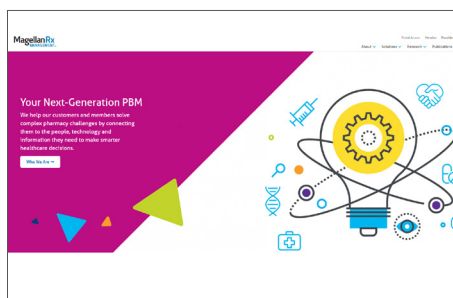 MagellanRx
MANAGEMENT
About Solutions Research Publications
Your Next-Generation PBM
We help our customers and members solve
complex pharmacy challenges by connecting
them to the people, technology and
information they need to make smarter
healthcare decisions.
Who We Are